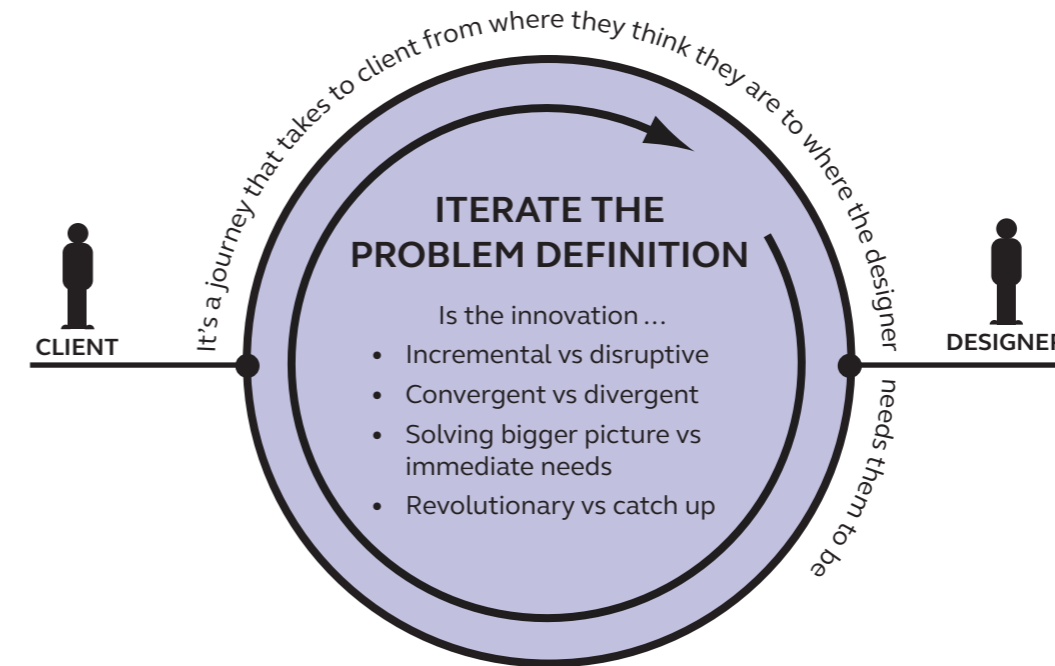 It's a journey that takes to client from where they think they are to where the designer needs them to be
CLIENT
DESIGNER
ITERATE THE
PROBLEM DEFINITION
Is the innovation ...
• Incremental vs disruptive
• Convergent vs divergent
• Solving bigger picture vs
immediate needs
• Revolutionary vs catch up